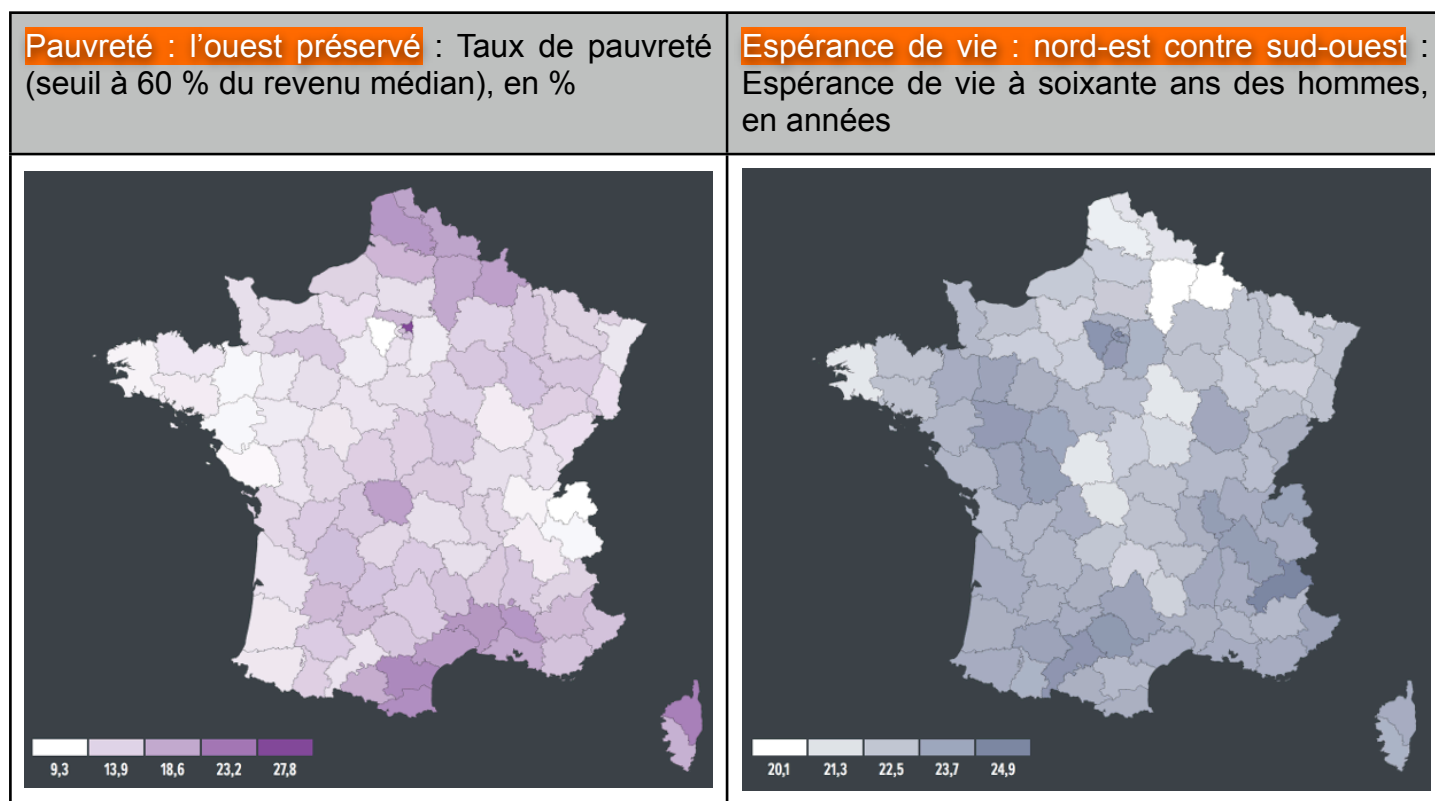 Pauvreté : l’ouest préservé : Taux de pauvreté
(seuil à 60 % du revenu médian), en %
Espérance de vie : nord-est contre sud-ouest :
Espérance de vie à soixante ans des hommes,
en années
9,3 13,9 18,6 23,2 27,8
20,1 21,3 22,5 23,7 24,9